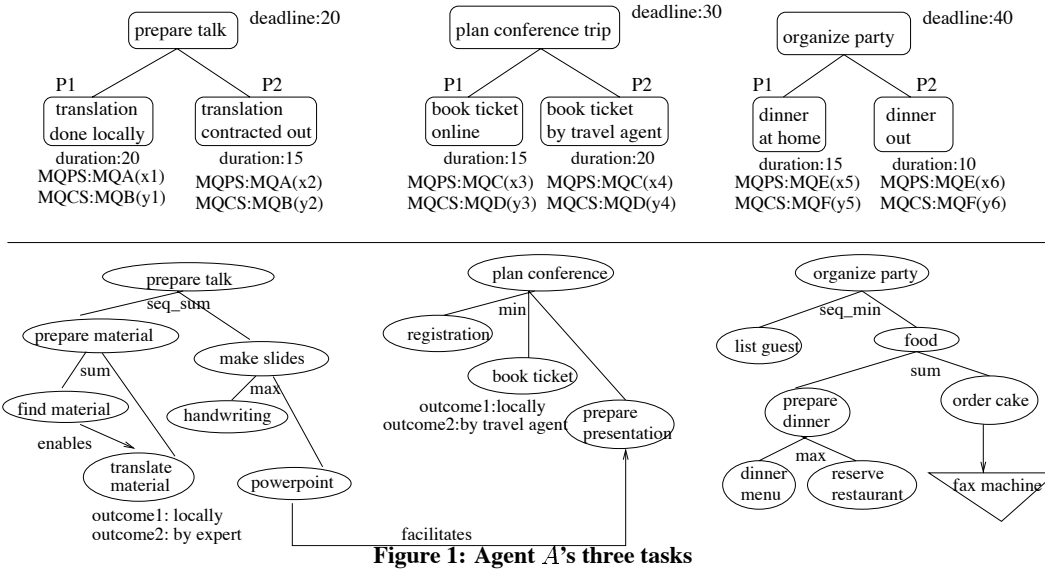 deadline:20
prepare talk
P1
P2
translation
done locally
translation
contracted out
duration:20
MQPS:MQA(x1)
MQCS:MQB(y1)
duration:15
MQPS:MQA(x2)
MQCS:MQB(y2)
deadline:30
plan conference trip
P1
P2
book ticket
online
book ticket
by travel agent
duration:15
MQPS:MQC(x3)
MQCS:MQD(y3)
duration:20
MQPS:MQC(x4)
MQCS:MQD(y4)
deadline:40
organize party
P1
P2
dinner
at home
dinner
out
duration:15
MQPS:MQE(x5)
MQCS:MQF(y5)
duration:10
MQPS:MQE(x6)
MQCS:MQF(y6)
prepare talk
seq_sum
prepare material
sum
make slides
max
find material
handwriting
enables
translate
material
powerpoint
outcome1: locally
outcome2: by expert
facilitates
plan conference
min
registration
book ticket
outcome1:locally
outcome2:by travel agent
prepare
presentation
organize party
seq_min
list guest
food
sum
prepare
dinner
order cake
max
dinner
menu
reserve
restaurant
fax machine
Figure 1: Agent A's three tasks